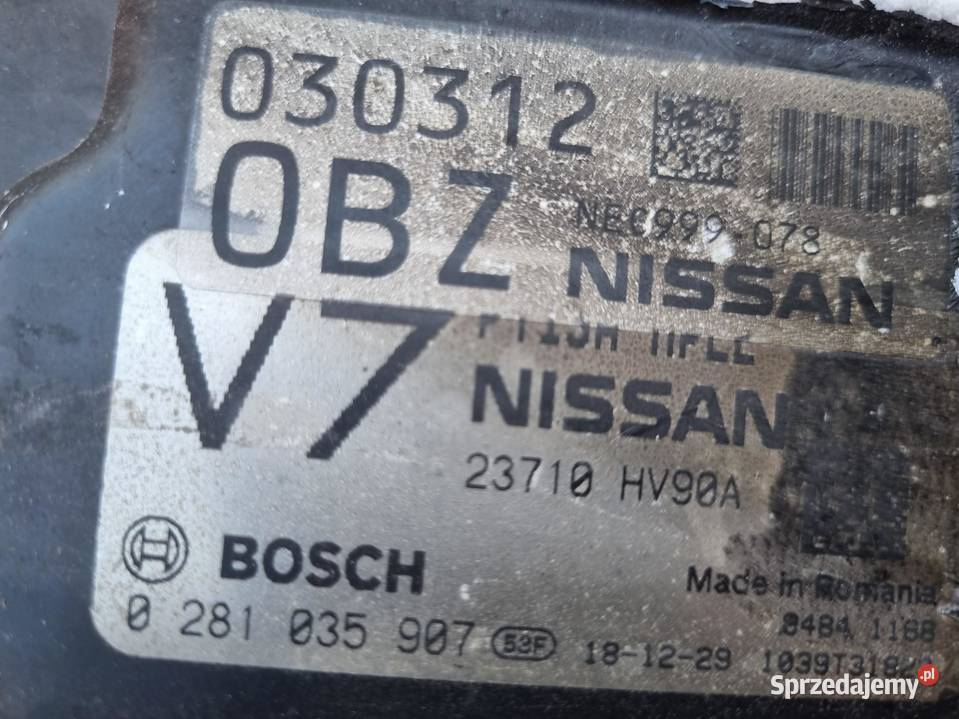 030312
0BZ
NEC999-078
NISSAN
V7
NISSAN
23710 HV90A
BOSCH
Made in Romania
0 281 035 907 53F 18-12-29
Sprzedajemy.pl